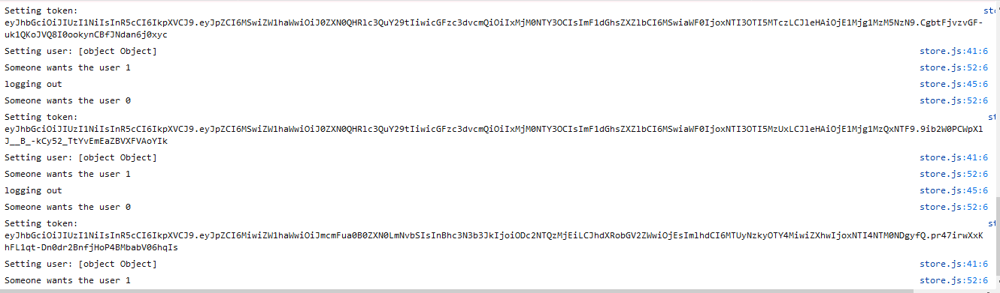 Setting token: sto
eyJhbGciOiJIUzI1NiIsInR5cCI6IkpXVCJ9.eyJpZCI6MSwiZW1haWwiOiJ0ZXN0QHRlc3QuY29tIiwicGFzc3dvcmQiOiIxMjM0NTY3OCIsImF1dGhsZXZlbCI6MSwiaWF0IjoxNTI3OTI5MTczLCJleHAiOjE1Mjg1MzM5NzN9.CgbtFjvzvGF-
uk1QKoJVQ8I0ookynCBfJNdan6j0xyc
Setting user: [object Object] store.js:41:6
Someone wants the user 1 store.js:52:6
logging out store.js:45:6
Someone wants the user 0 store.js:52:6
Setting token: st
eyJhbGciOiJIUzI1NiIsInR5cCI6IkpXVCJ9.eyJpZCI6MSwiZW1haWwiOiJ0ZXN0QHRlc3QuY29tIiwicGFzc3dvcmQiOiIxMjM0NTY3OCIsImF1dGhsZXZlbCI6MSwiaWF0IjoxNTI3OTI5MzUxLCJleHAiOjE1Mjg1MzQxNTF9.9ib2W0PCWpXl
J__B_-kCy52_TtYvEmEaZBVXFVAoYIk
Setting user: [object Object] store.js:41:6
Someone wants the user 1 store.js:52:6
logging out store.js:45:6
Someone wants the user 0 store.js:52:6
Setting token: st
eyJhbGciOiJIUzI1NiIsInR5cCI6IkpXVCJ9.eyJpZCI6MiwiZW1haWwiOiJmcmFua0B0ZXN0LmNvbSIsInBhc3N3b3JkIjoiODc2NTQzMjEiLCJhdXRobGV2ZWwiOjEsImlhdCI6MTUyNzkyOTY4MiwiZXhwIjoxNTI4NTM0NDgyfQ.pr47irwXxK
hFL1qt-Dn0dr2BnfjHoP4BMbabV06hqIs
Setting user: [object Object] store.js:41:6
Someone wants the user 1 store.js:52:6